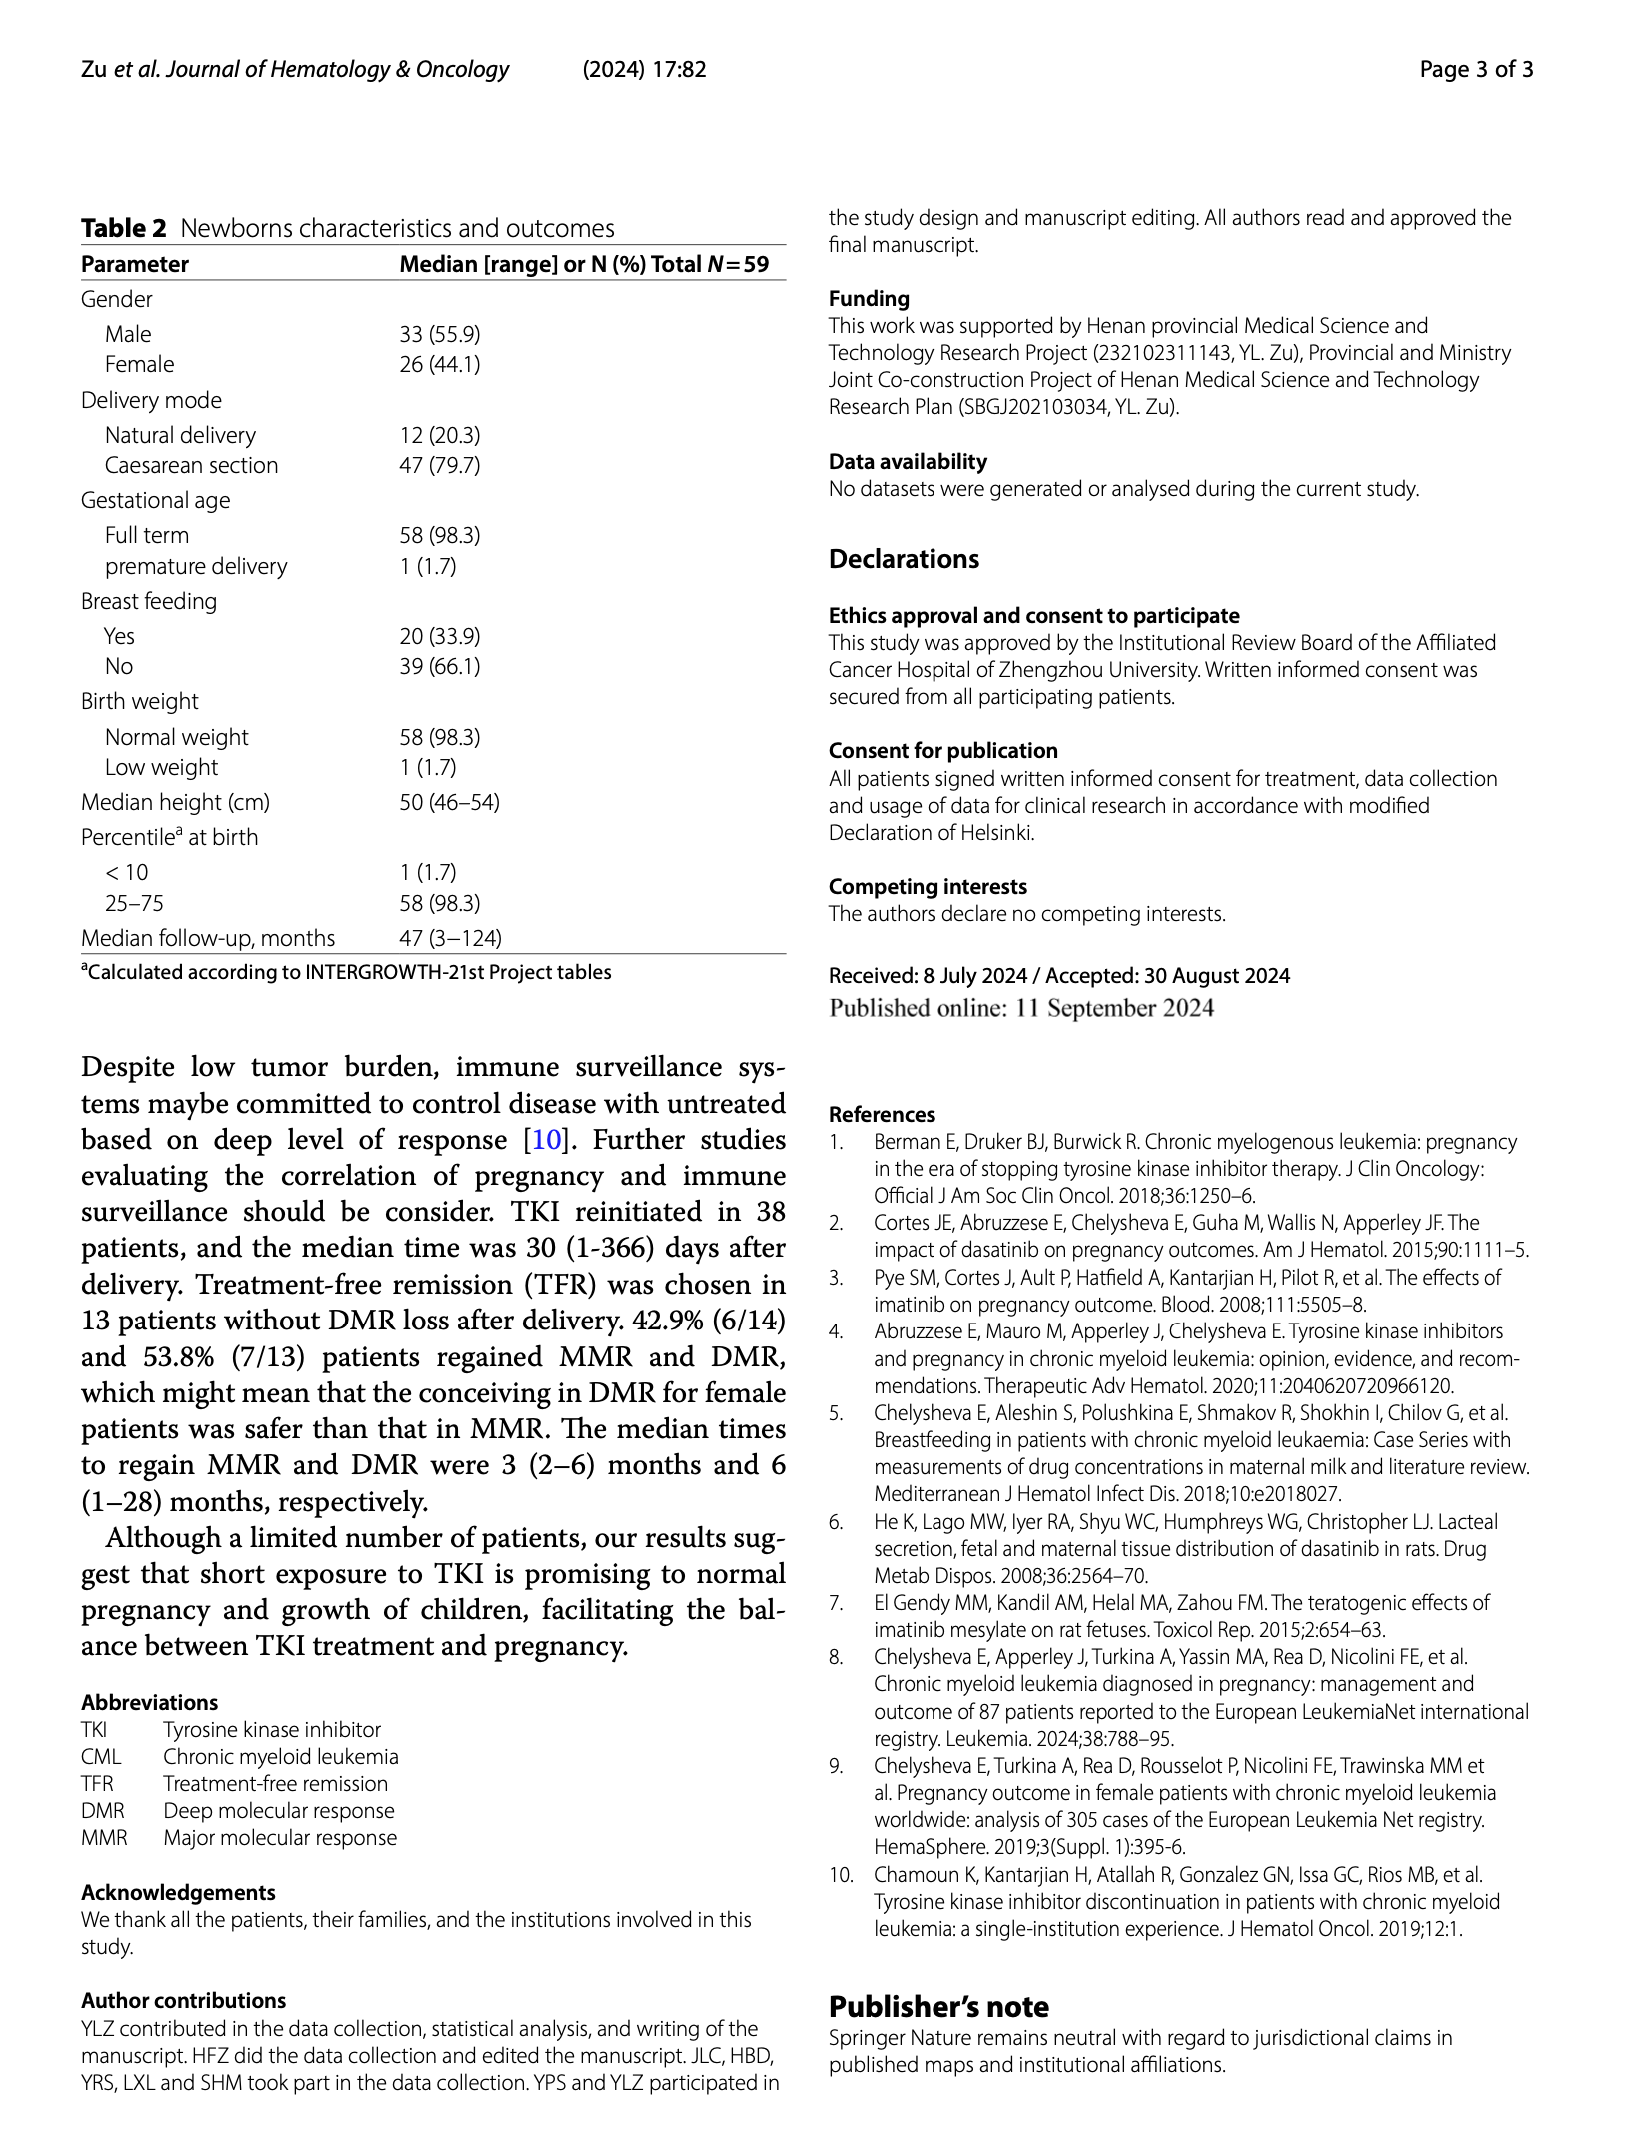 Zu et al. Journal of Hematology & Oncology (2024) 17:82 Page 3 of 3
Table 2 Newborns characteristics and outcomes
Parameter Median [range] or N (%) Total N = 59
Gender
Male 33 (55.9)
Female 26 (44.1)
Delivery mode
Natural delivery 12 (20.3)
Caesarean section 47 (79.7)
Gestational age
Full term 58 (98.3)
premature delivery 1 (1.7)
Breast feeding
Yes 20 (33.9)
No 39 (66.1)
Birth weight
Normal weight 58 (98.3)
Low weight 1 (1.7)
Median height (cm) 50 (46–54)
Percentileᵃ at birth
< 10 1 (1.7)
25–75 58 (98.3)
Median follow-up, months 47 (3−124)
ᵃCalculated according to INTERGROWTH-21st Project tables
Despite low tumor burden, immune surveillance sys-
tems maybe committed to control disease with untreated
based on deep level of response [10]. Further studies
evaluating the correlation of pregnancy and immune
surveillance should be consider. TKI reinitiated in 38
patients, and the median time was 30 (1-366) days after
delivery. Treatment-free remission (TFR) was chosen in
13 patients without DMR loss after delivery. 42.9% (6/14)
and 53.8% (7/13) patients regained MMR and DMR,
which might mean that the conceiving in DMR for female
patients was safer than that in MMR. The median times
to regain MMR and DMR were 3 (2–6) months and 6
(1–28) months, respectively.
Although a limited number of patients, our results sug-
gest that short exposure to TKI is promising to normal
pregnancy and growth of children, facilitating the bal-
ance between TKI treatment and pregnancy.
Abbreviations
TKI Tyrosine kinase inhibitor
CML Chronic myeloid leukemia
TFR Treatment-free remission
DMR Deep molecular response
MMR Major molecular response
Acknowledgements
We thank all the patients, their families, and the institutions involved in this
study.
Author contributions
YLZ contributed in the data collection, statistical analysis, and writing of the
manuscript. HFZ did the data collection and edited the manuscript. JLC, HBD,
YRS, LXL and SHM took part in the data collection. YPS and YLZ participated in
the study design and manuscript editing. All authors read and approved the
final manuscript.
Funding
This work was supported by Henan provincial Medical Science and
Technology Research Project (232102311143, YL. Zu), Provincial and Ministry
Joint Co-construction Project of Henan Medical Science and Technology
Research Plan (SBGJ202103034, YL. Zu).
Data availability
No datasets were generated or analysed during the current study.
Declarations
Ethics approval and consent to participate
This study was approved by the Institutional Review Board of the Affiliated
Cancer Hospital of Zhengzhou University. Written informed consent was
secured from all participating patients.
Consent for publication
All patients signed written informed consent for treatment, data collection
and usage of data for clinical research in accordance with modified
Declaration of Helsinki.
Competing interests
The authors declare no competing interests.
Received: 8 July 2024 / Accepted: 30 August 2024
Published online: 11 September 2024
References
1. Berman E, Druker BJ, Burwick R. Chronic myelogenous leukemia: pregnancy
in the era of stopping tyrosine kinase inhibitor therapy. J Clin Oncology:
Official J Am Soc Clin Oncol. 2018;36:1250–6.
2. Cortes JE, Abruzzese E, Chelysheva E, Guha M, Wallis N, Apperley JF. The
impact of dasatinib on pregnancy outcomes. Am J Hematol. 2015;90:1111–5.
3. Pye SM, Cortes J, Ault P, Hatfield A, Kantarjian H, Pilot R, et al. The effects of
imatinib on pregnancy outcome. Blood. 2008;111:5505–8.
4. Abruzzese E, Mauro M, Apperley J, Chelysheva E. Tyrosine kinase inhibitors
and pregnancy in chronic myeloid leukemia: opinion, evidence, and recom-
mendations. Therapeutic Adv Hematol. 2020;11:2040620720966120.
5. Chelysheva E, Aleshin S, Polushkina E, Shmakov R, Shokhin I, Chilov G, et al.
Breastfeeding in patients with chronic myeloid leukaemia: Case Series with
measurements of drug concentrations in maternal milk and literature review.
Mediterranean J Hematol Infect Dis. 2018;10:e2018027.
6. He K, Lago MW, Iyer RA, Shyu WC, Humphreys WG, Christopher LJ. Lacteal
secretion, fetal and maternal tissue distribution of dasatinib in rats. Drug
Metab Dispos. 2008;36:2564–70.
7. El Gendy MM, Kandil AM, Helal MA, Zahou FM. The teratogenic effects of
imatinib mesylate on rat fetuses. Toxicol Rep. 2015;2:654–63.
8. Chelysheva E, Apperley J, Turkina A, Yassin MA, Rea D, Nicolini FE, et al.
Chronic myeloid leukemia diagnosed in pregnancy: management and
outcome of 87 patients reported to the European LeukemiaNet international
registry. Leukemia. 2024;38:788–95.
9. Chelysheva E, Turkina A, Rea D, Rousselot P, Nicolini FE, Trawinska MM et
al. Pregnancy outcome in female patients with chronic myeloid leukemia
worldwide: analysis of 305 cases of the European Leukemia Net registry.
HemaSphere. 2019;3(Suppl. 1):395-6.
10. Chamoun K, Kantarjian H, Atallah R, Gonzalez GN, Issa GC, Rios MB, et al.
Tyrosine kinase inhibitor discontinuation in patients with chronic myeloid
leukemia: a single-institution experience. J Hematol Oncol. 2019;12:1.
Publisher’s note
Springer Nature remains neutral with regard to jurisdictional claims in
published maps and institutional affiliations.